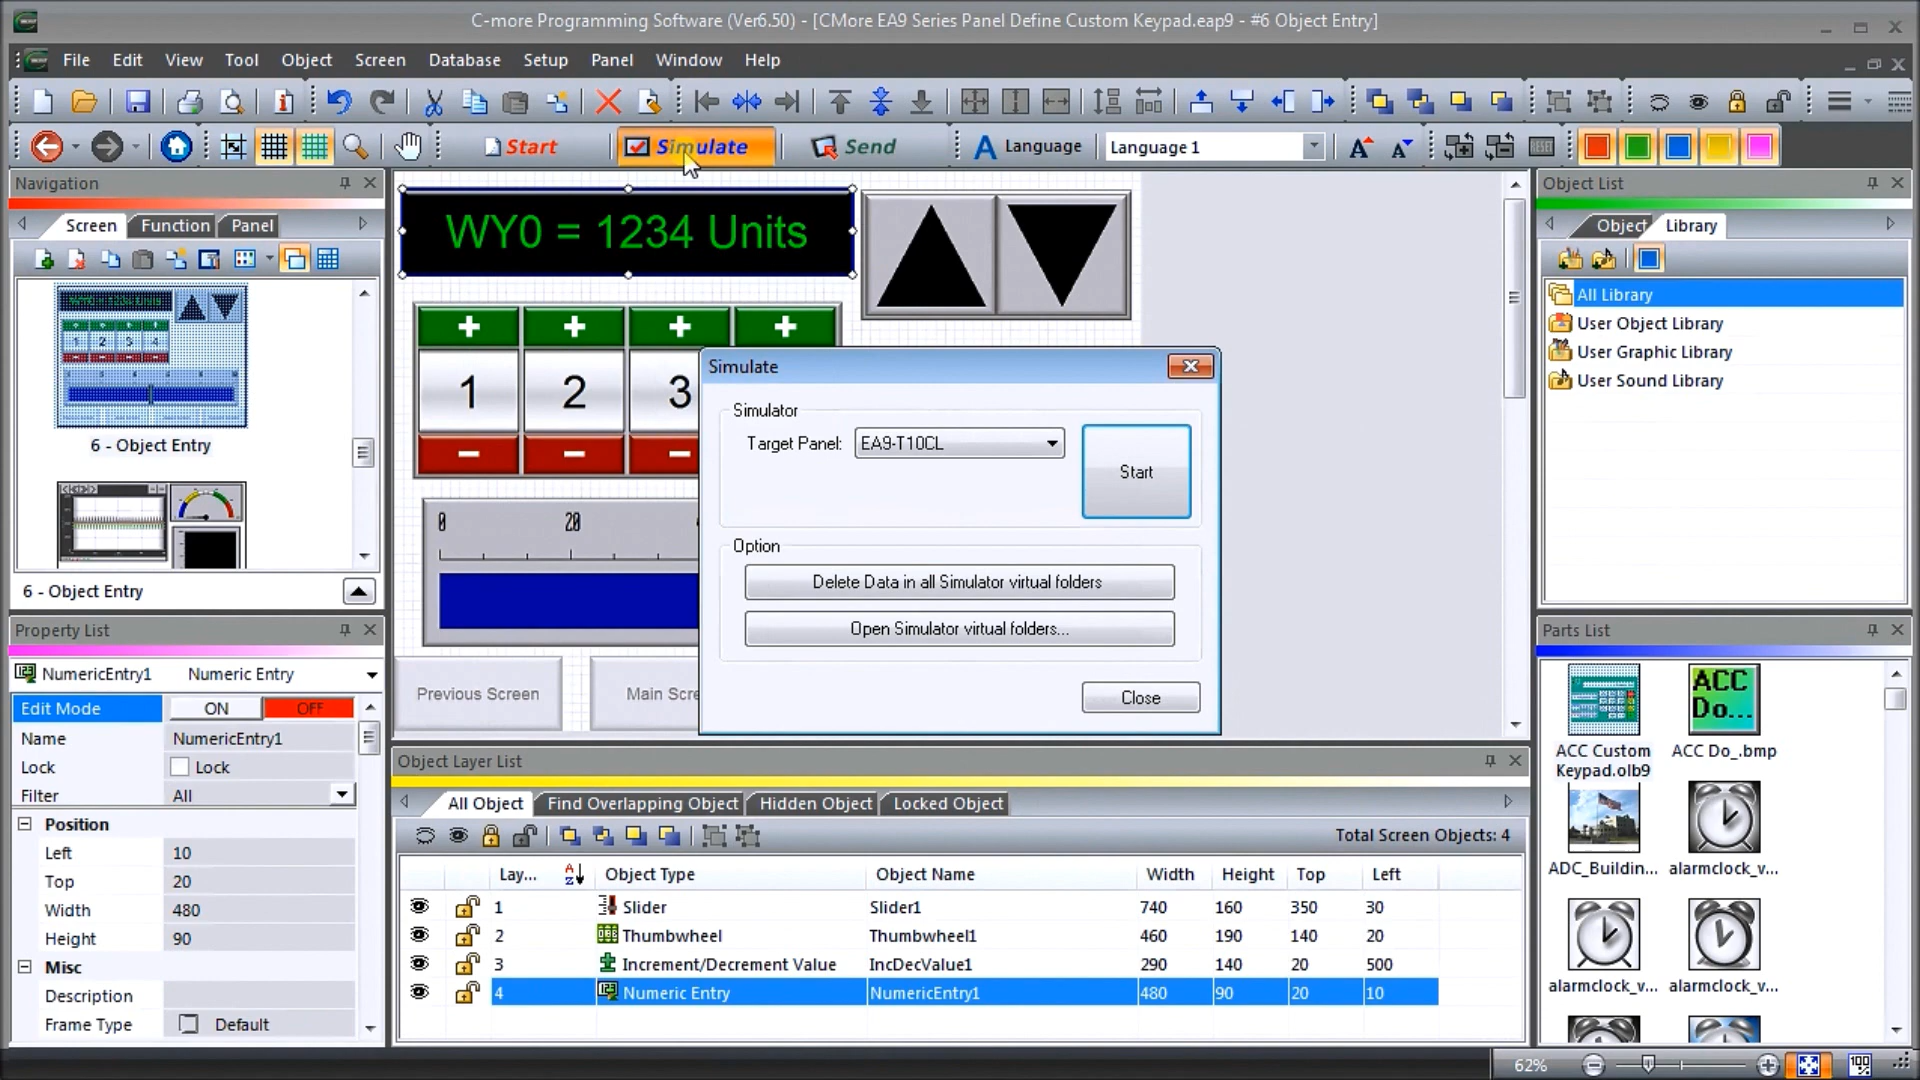 C-more Programming Software (Ver6.50) - [CMore EA9 Series Panel Define Custom Keypad.eap9 - #6 Object Entry]
File Edit View Tool Object Screen Database Setup Panel Window Help
Start Simulate Send Language Language 1
Navigation
Screen Function Panel
6 - Object Entry
6 - Object Entry
Property List
NumericEntry1 Numeric Entry
Edit Mode ON OFF
Name NumericEntry1
Lock Lock
Filter All
Position
Left 10
Top 20
Width 480
Height 90
Misc
Description
Frame Type Default
WY0 = 1234 Units
+ + + +
1 2 3
- - -
0 20
Previous Screen
Main Scre
Simulate
Simulator
Target Panel: EA9-T10CL
Start
Option
Delete Data in all Simulator virtual folders
Open Simulator virtual folders...
Close
Object Layer List
All Object Find Overlapping Object Hidden Object Locked Object
Total Screen Objects: 4
Lay... Object Type Object Name Width Height Top Left
1 Slider Slider1 740 160 350 30
2 Thumbwheel Thumbwheel1 460 190 140 20
3 Increment/Decrement Value IncDecValue1 290 140 20 500
4 Numeric Entry NumericEntry1 480 90 20 10
Object List
Object Library
All Library
User Object Library
User Graphic Library
User Sound Library
Parts List
ACC
Do...
ACC Custom
Keypad.olb9
ACC Do_.bmp
ADC_Buildin... alarmclock_v...
alarmclock_v... alarmclock_v...
62%